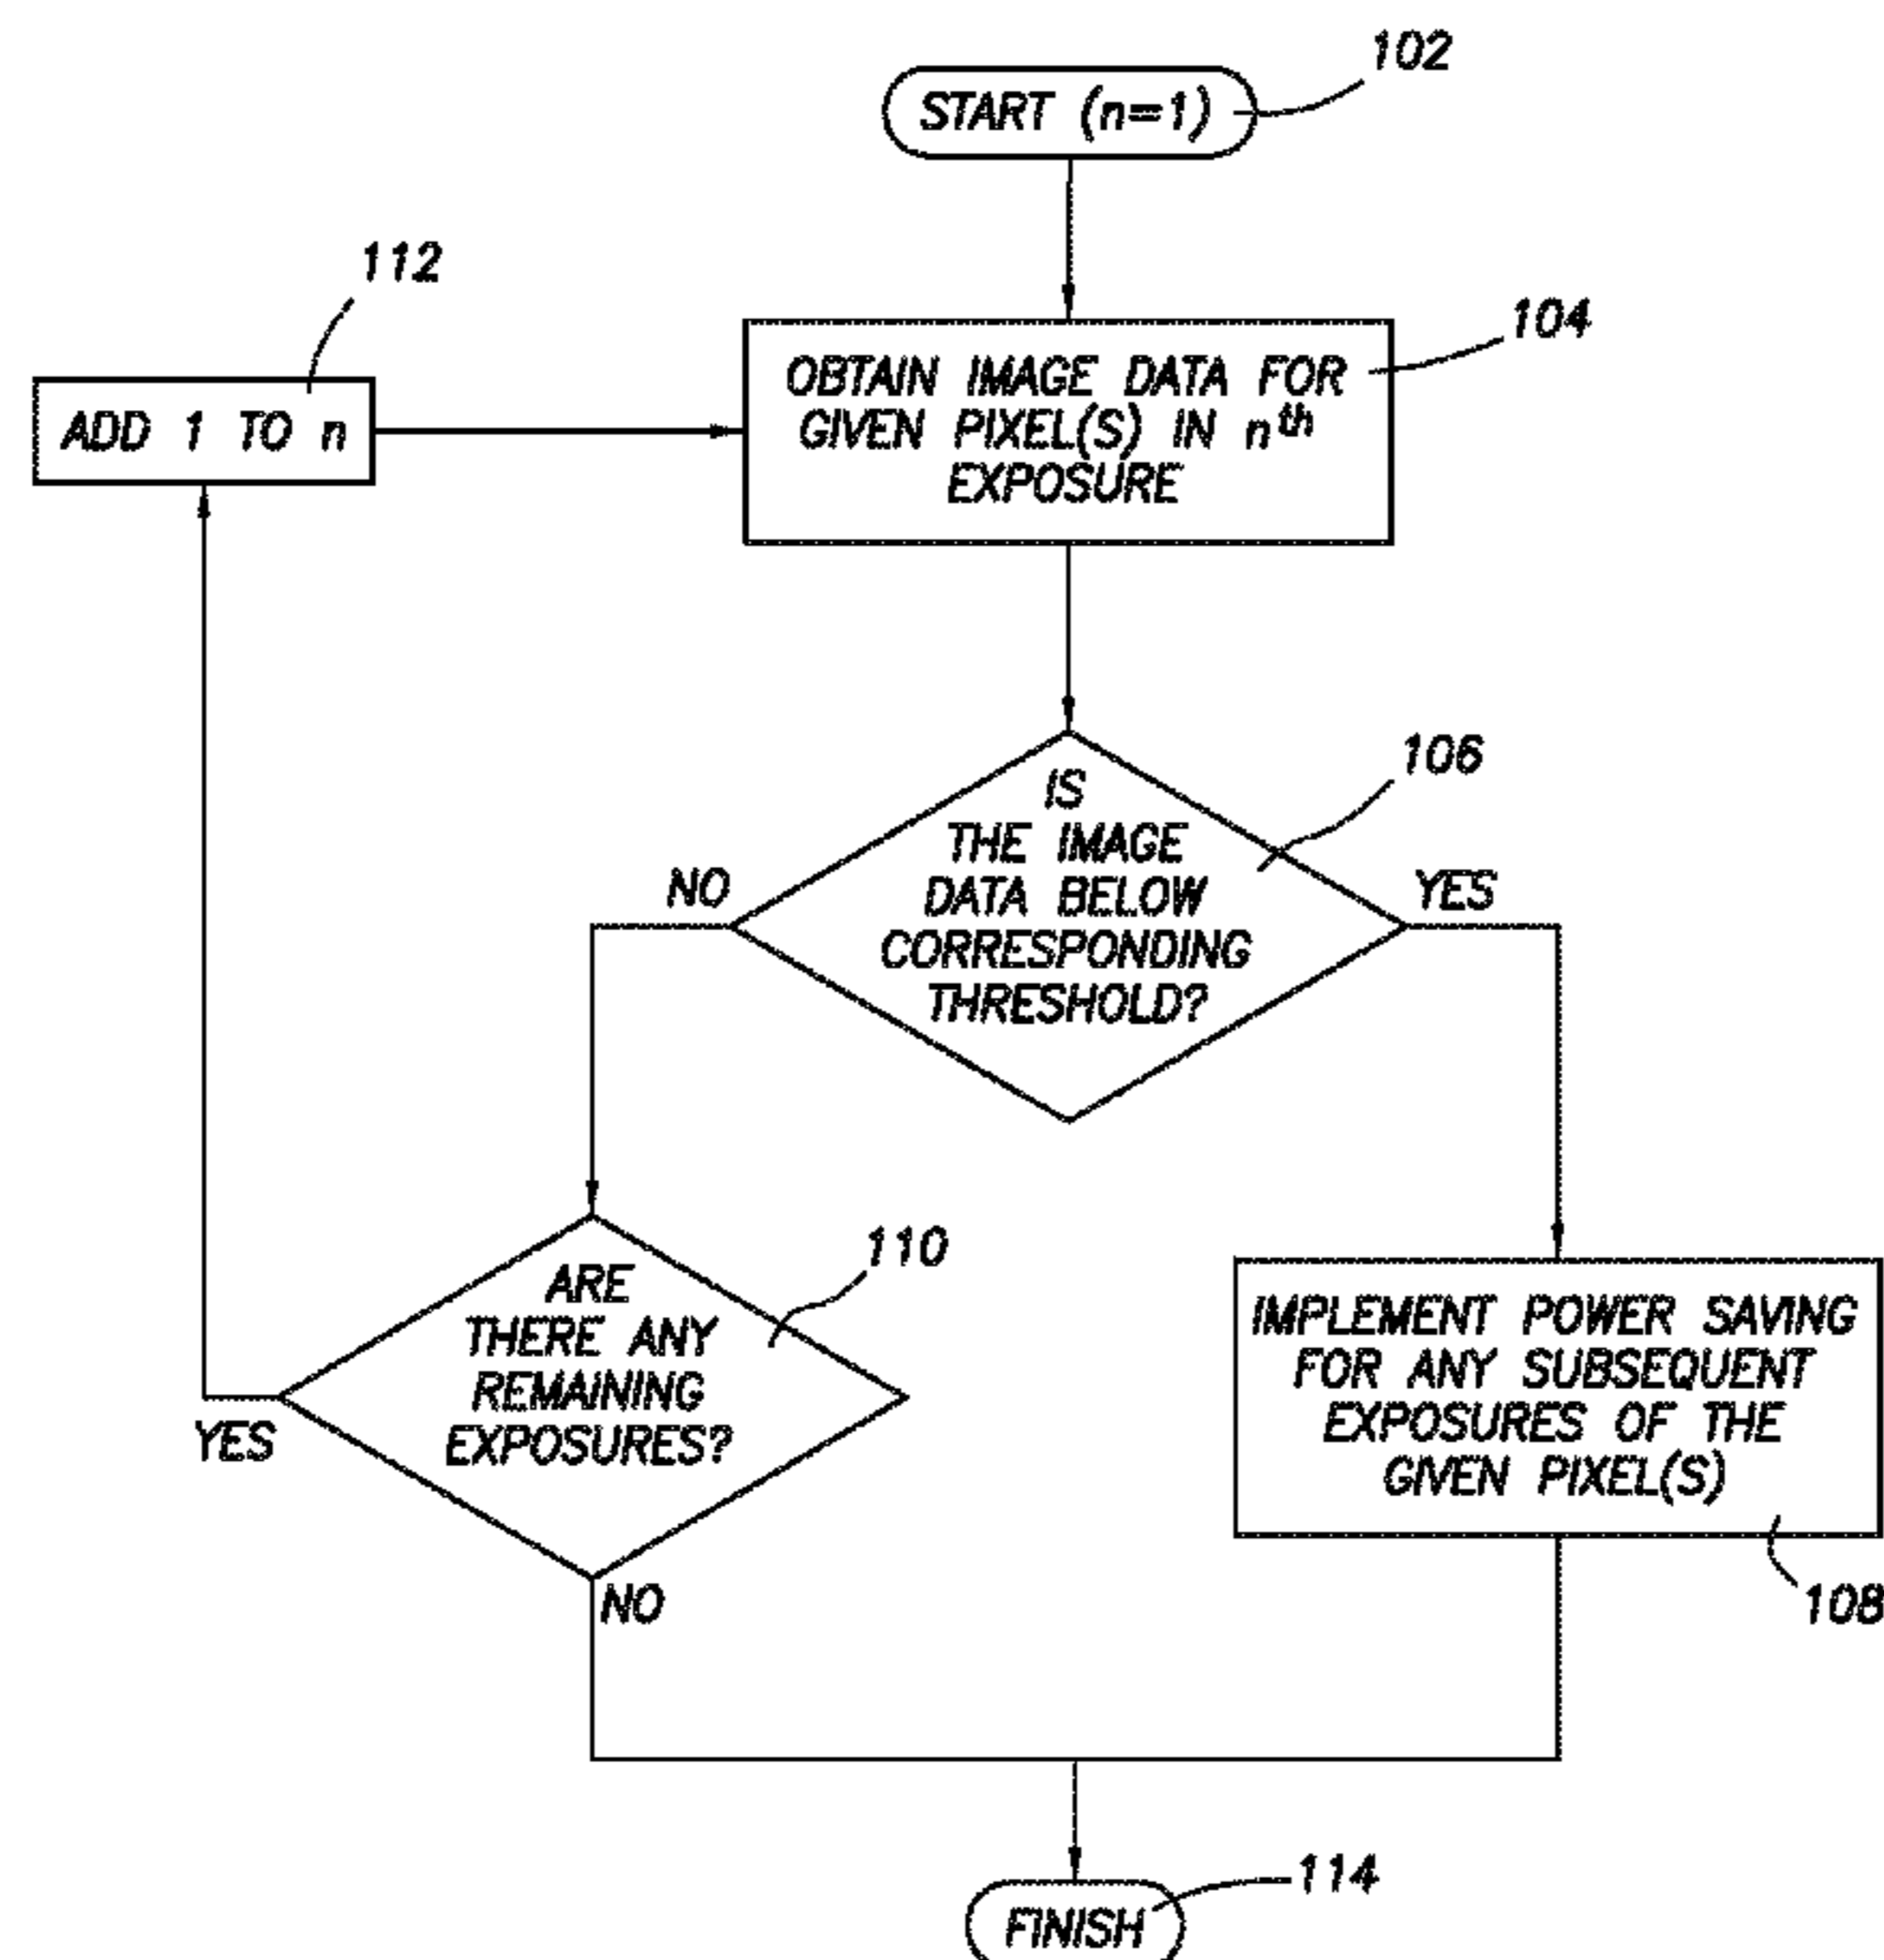 102
START (n=1)
112
104
ADD 1 TO n
OBTAIN IMAGE DATA FOR
GIVEN PIXEL(S) IN nth
EXPOSURE
106
IS
THE IMAGE
DATA BELOW
CORRESPONDING
THRESHOLD?
NO
YES
110
ARE
THERE ANY
REMAINING
EXPOSURES?
YES
NO
IMPLEMENT POWER SAVING
FOR ANY SUBSEQUENT
EXPOSURES OF THE
GIVEN PIXEL(S)
108
114
FINISH